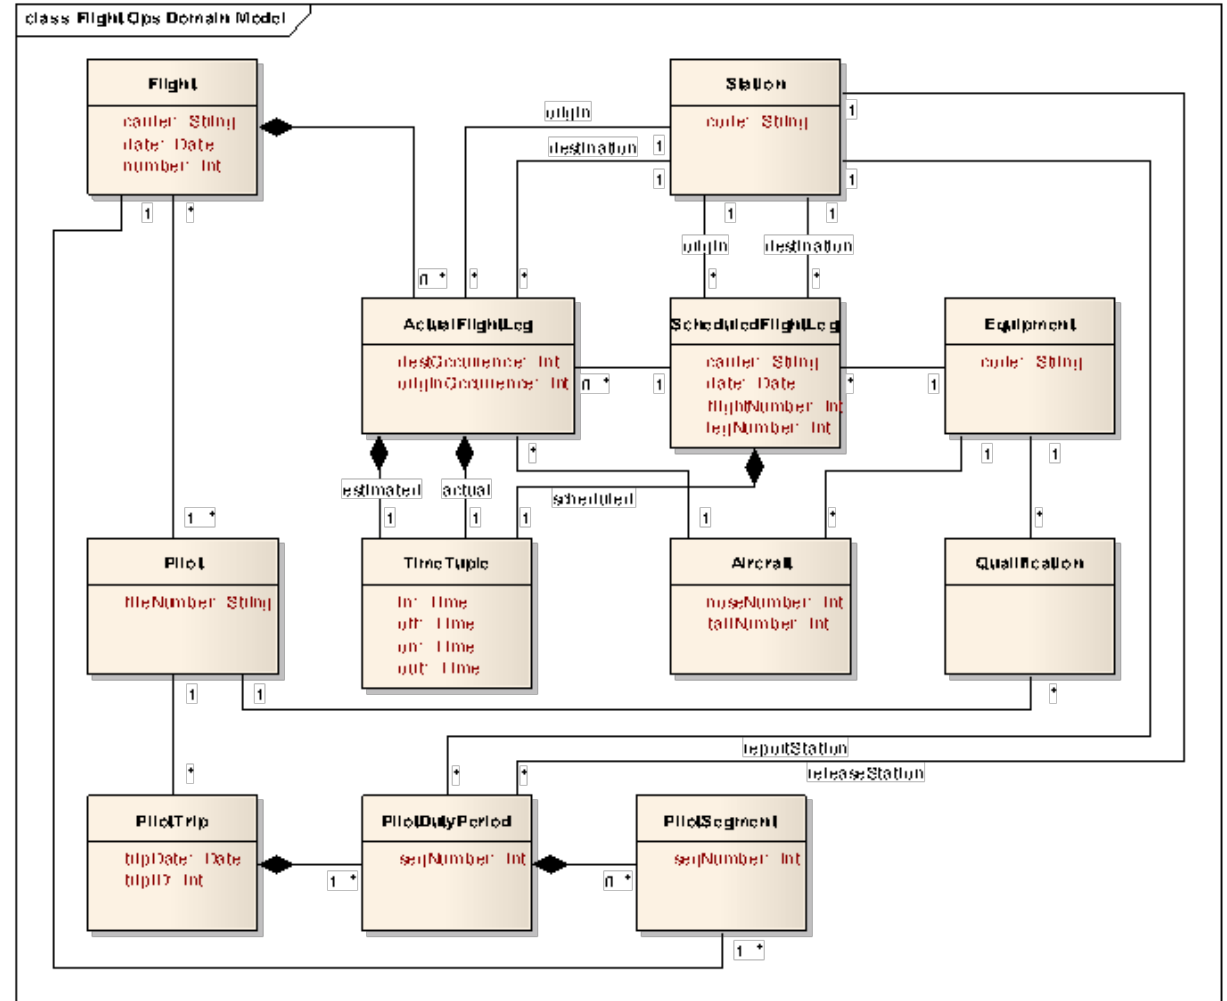 class Flight Ops Domain Model
Flight
carrier: String
date: Date
number: Int
Station
code: String
origin
destination
1
1
1
1
1
*
1
1
origin
destination
0..*
*
*
*
*
ActualFlightLeg
destOccurrence: Int
originOccurrence: Int
ScheduledFlightLeg
carrier: String
date: Date
flightNumber: Int
legNumber: Int
Equipment
code: String
0..*
1
*
1
*
1
1
estimated
actual
scheduled
1..*
1
1
1
1
*
*
Pilot
fileNumber: String
TimeTuple
in: Time
off: Time
on: Time
out: Time
Aircraft
noseNumber: Int
tailNumber: Int
Qualification
1
1
*
reportStation
releaseStation
*
*
*
PilotTrip
tripDate: Date
tripID: Int
PilotDutyPeriod
seqNumber: Int
PilotSegment
seqNumber: Int
1..*
0..*
1..*